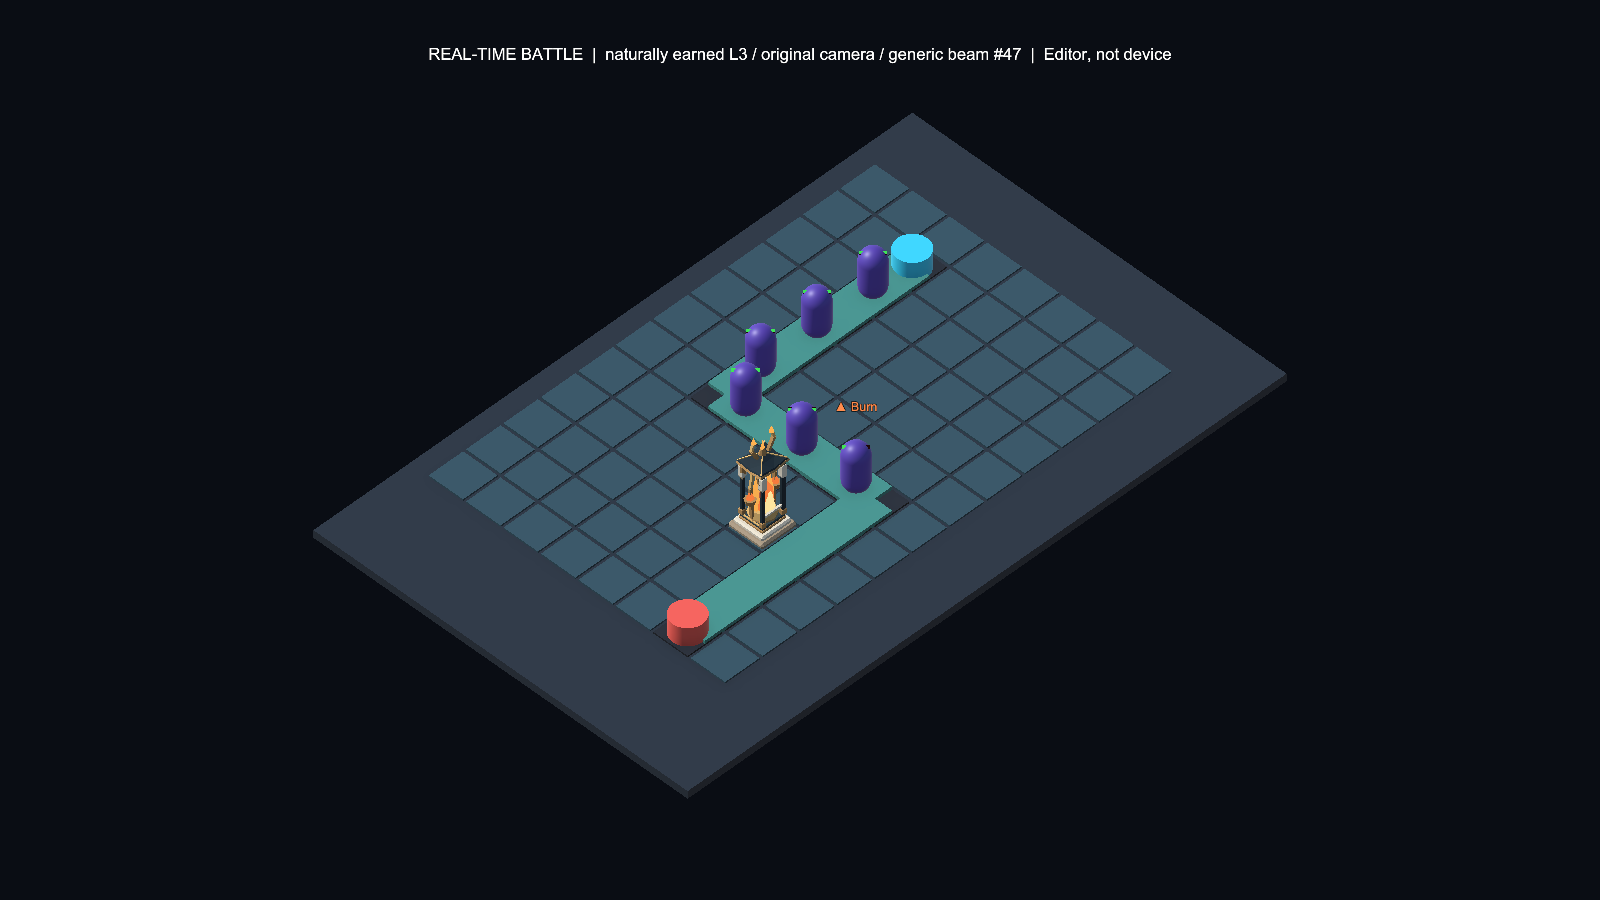 REAL-TIME BATTLE | naturally earned L3 / original camera / generic beam #47 | Editor, not device
▲ Burn